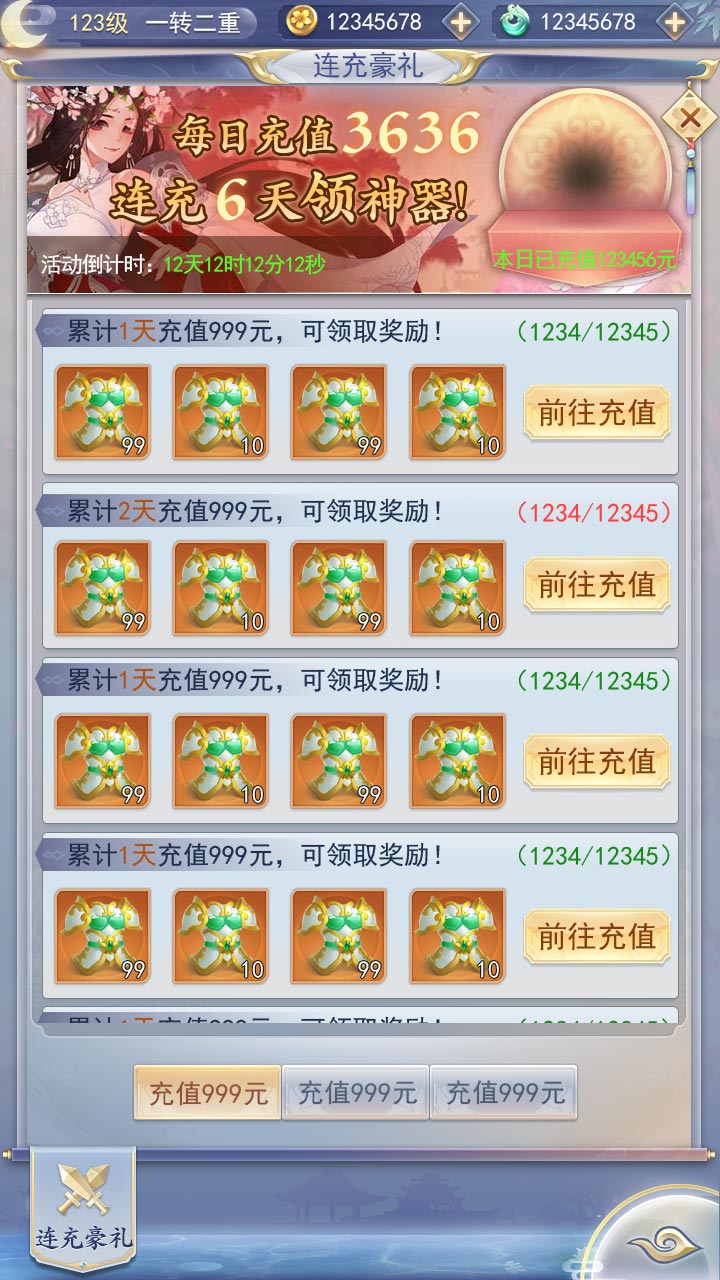 123级 一转二重 12345678 12345678
连充豪礼
每日充值3636
连充6天领神器!
活动倒计时：12天12时12分12秒 本日已充值123456元
累计1天充值999元，可领取奖励！ （1234/12345）
99 10 99 10 前往充值
累计2天充值999元，可领取奖励！ （1234/12345）
99 10 99 10 前往充值
累计1天充值999元，可领取奖励！ （1234/12345）
99 10 99 10 前往充值
累计1天充值999元，可领取奖励！ （1234/12345）
99 10 99 10 前往充值
充值999元 充值999元 充值999元
连充豪礼